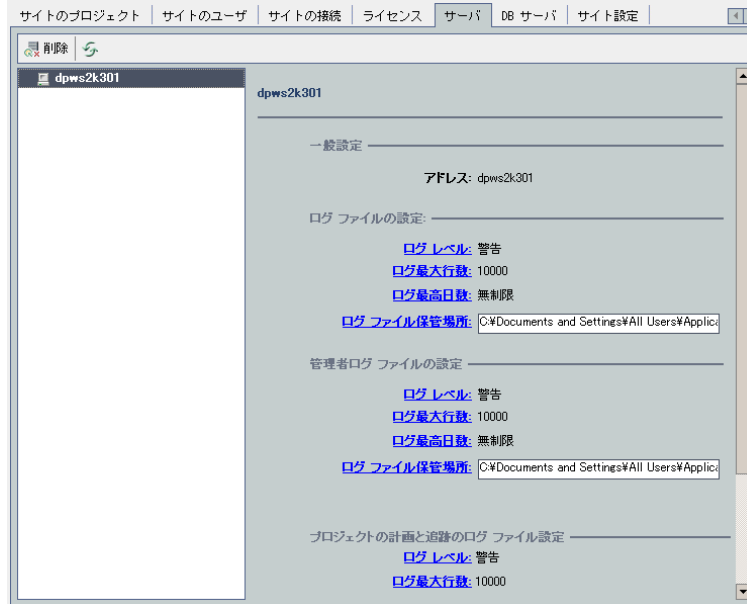 サイトのプロジェクト サイトのユーザ サイトの接続 ライセンス サーバ DB サーバ サイト設定
削除
dpws2k301
dpws2k301
一般設定
アドレス: dpws2k301
ログ ファイルの設定:
ログ レベル: 警告
ログ最大行数: 10000
ログ最高日数: 無制限
ログ ファイル保管場所: C:¥Documents and Settings¥All Users¥Applica
管理者ログ ファイルの設定
ログ レベル: 警告
ログ最大行数: 10000
ログ最高日数: 無制限
ログ ファイル保管場所: C:¥Documents and Settings¥All Users¥Applica
プロジェクトの計画と追跡のログ ファイル設定
ログ レベル: 警告
ログ最大行数: 10000